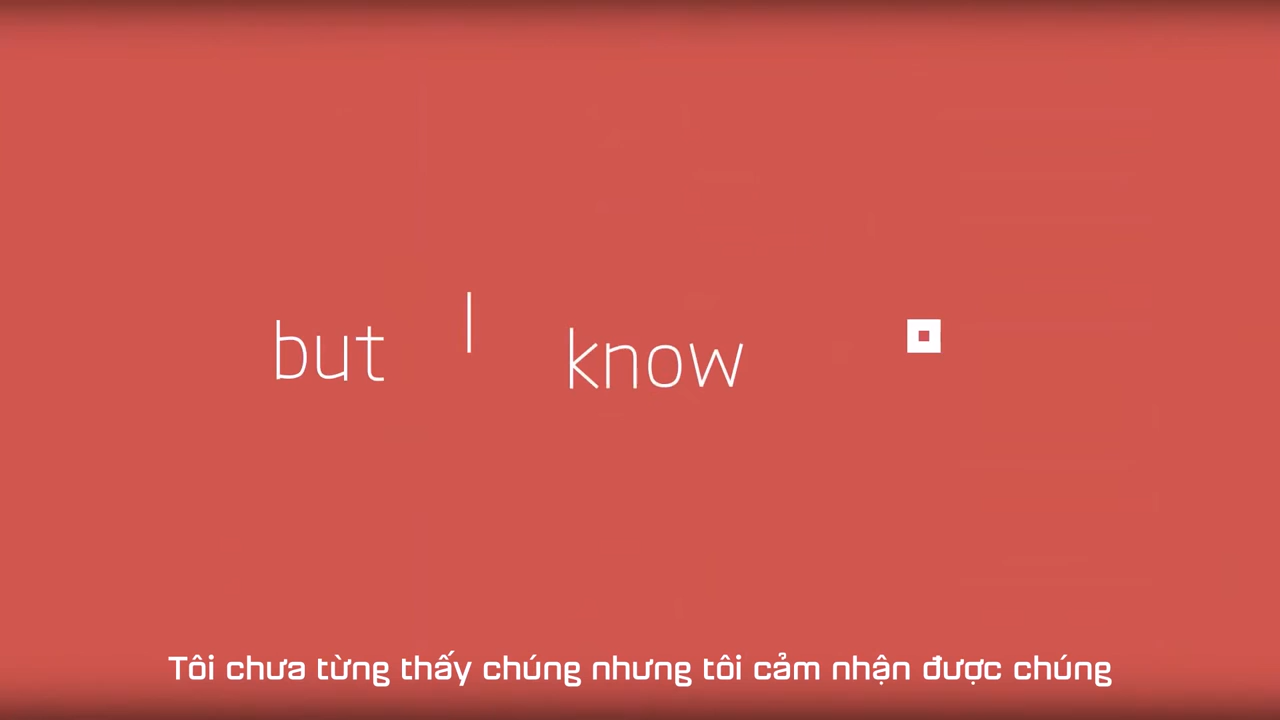 but I know
Tôi chưa từng thấy chúng nhưng tôi cảm nhận được chúng